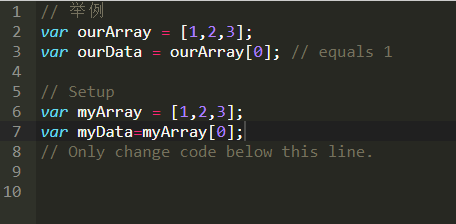 1 // 举例
2 var ourArray = [1,2,3];
3 var ourData = ourArray[0]; // equals 1
4
5 // Setup
6 var myArray = [1,2,3];
7 var myData=myArray[0];
8 // Only change code below this line.
9
10